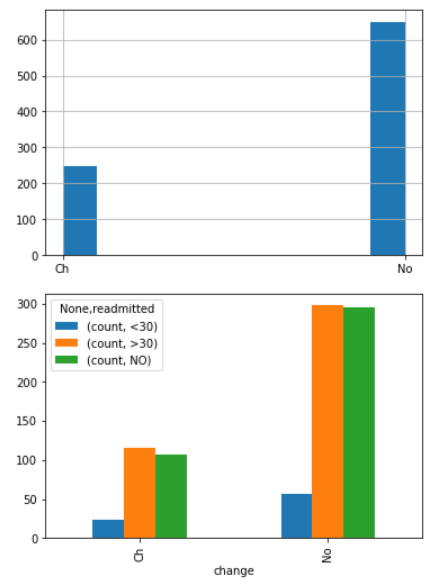 600
500
400
300
200
100
0
Ch No
300
250
200
150
100
50
0
None,readmitted
(count, <30)
(count, >30)
(count, NO)
Ch No
change